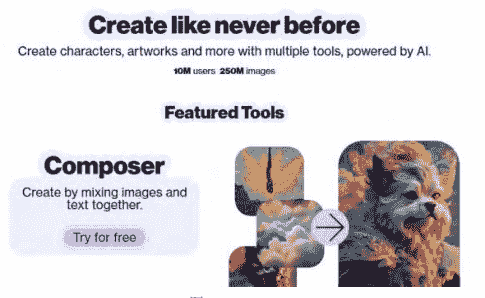 Create like never before
Create characters, artworks and more with multiple tools, powered by AI.
10M users 250M images
Featured Tools
Composer
Create by mixing images and
text together.
Try for free